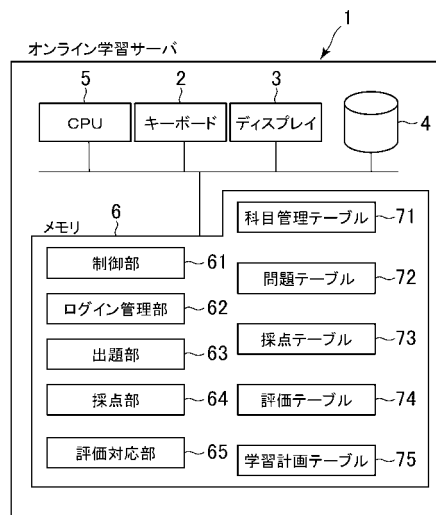 1
オンライン学習サーバ
5 2 3
CPU キーボード ディスプレイ 4
6
メモリ
科目管理テーブル 71
制御部 61
問題テーブル 72
ログイン管理部 62
出題部 63
採点テーブル 73
採点部 64
評価テーブル 74
評価対応部 65
学習計画テーブル 75